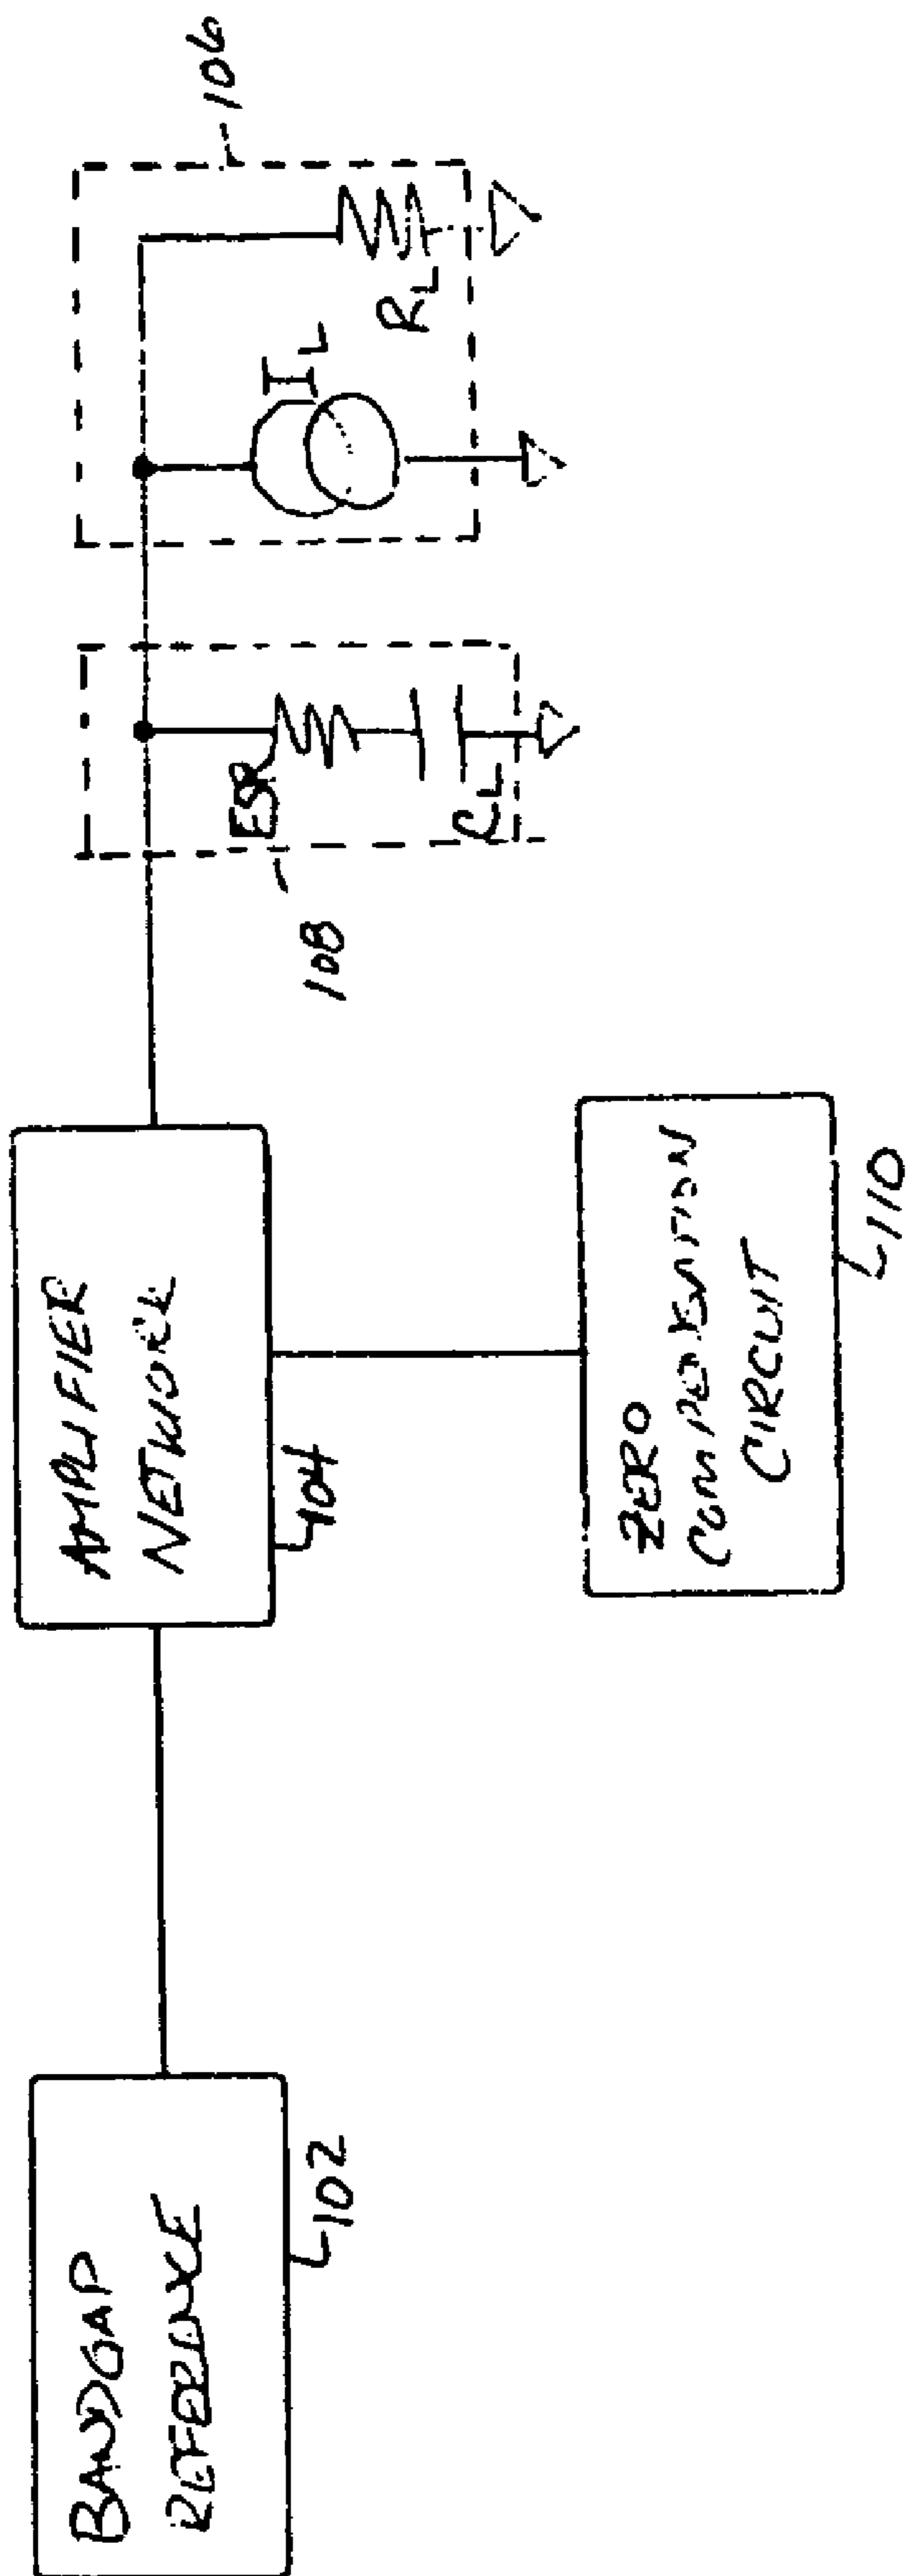 BANDGAP
REFERENCE
102
AMPLIFIER
NETWORK
104
ZERO
COMPENSATION
CIRCUIT
110
108
ESR
CL
IL
RL
106